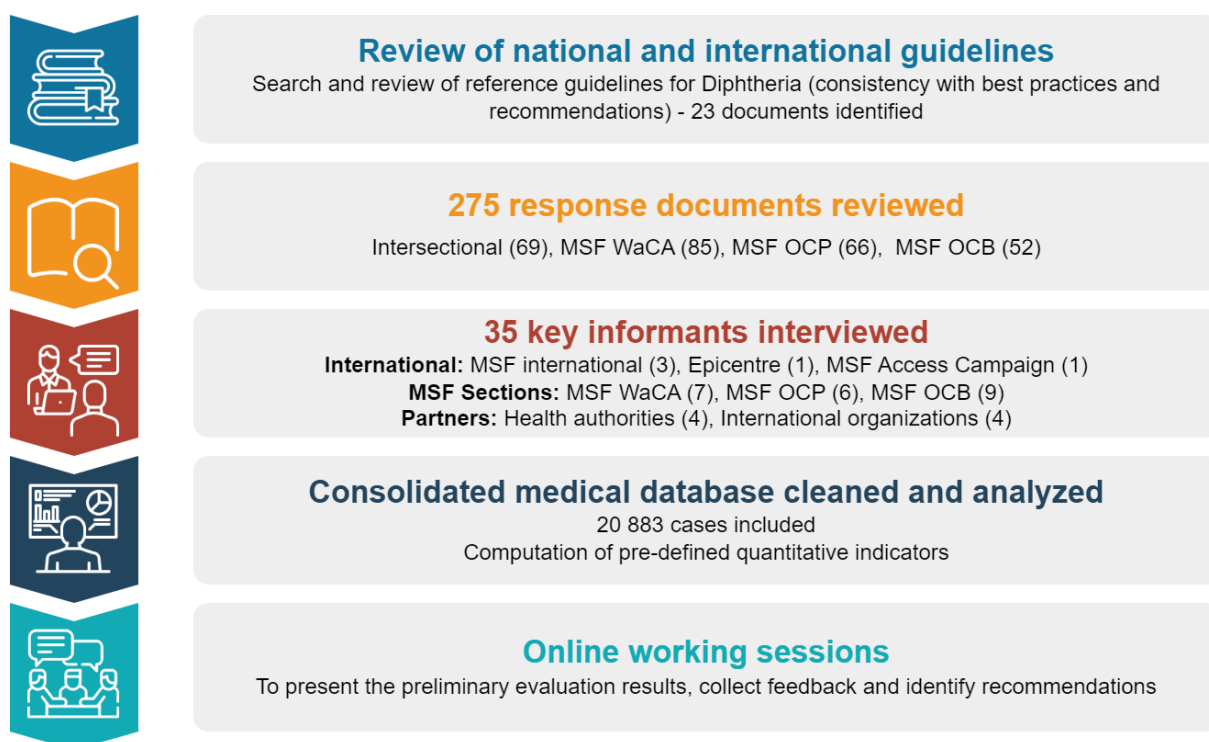 Review of national and international guidelines
Search and review of reference guidelines for Diphtheria (consistency with best practices and
recommendations) - 23 documents identified
275 response documents reviewed
Intersectional (69), MSF WaCA (85), MSF OCP (66), MSF OCB (52)
35 key informants interviewed
International: MSF international (3), Epicentre (1), MSF Access Campaign (1)
MSF Sections: MSF WaCA (7), MSF OCP (6), MSF OCB (9)
Partners: Health authorities (4), International organizations (4)
Consolidated medical database cleaned and analyzed
20 883 cases included
Computation of pre-defined quantitative indicators
Online working sessions
To present the preliminary evaluation results, collect feedback and identify recommendations